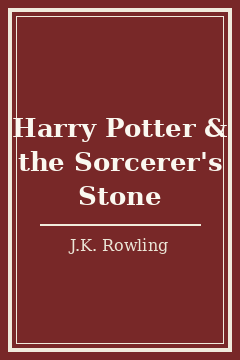 Harry Potter &
the Sorcerer's
Stone
J.K. Rowling